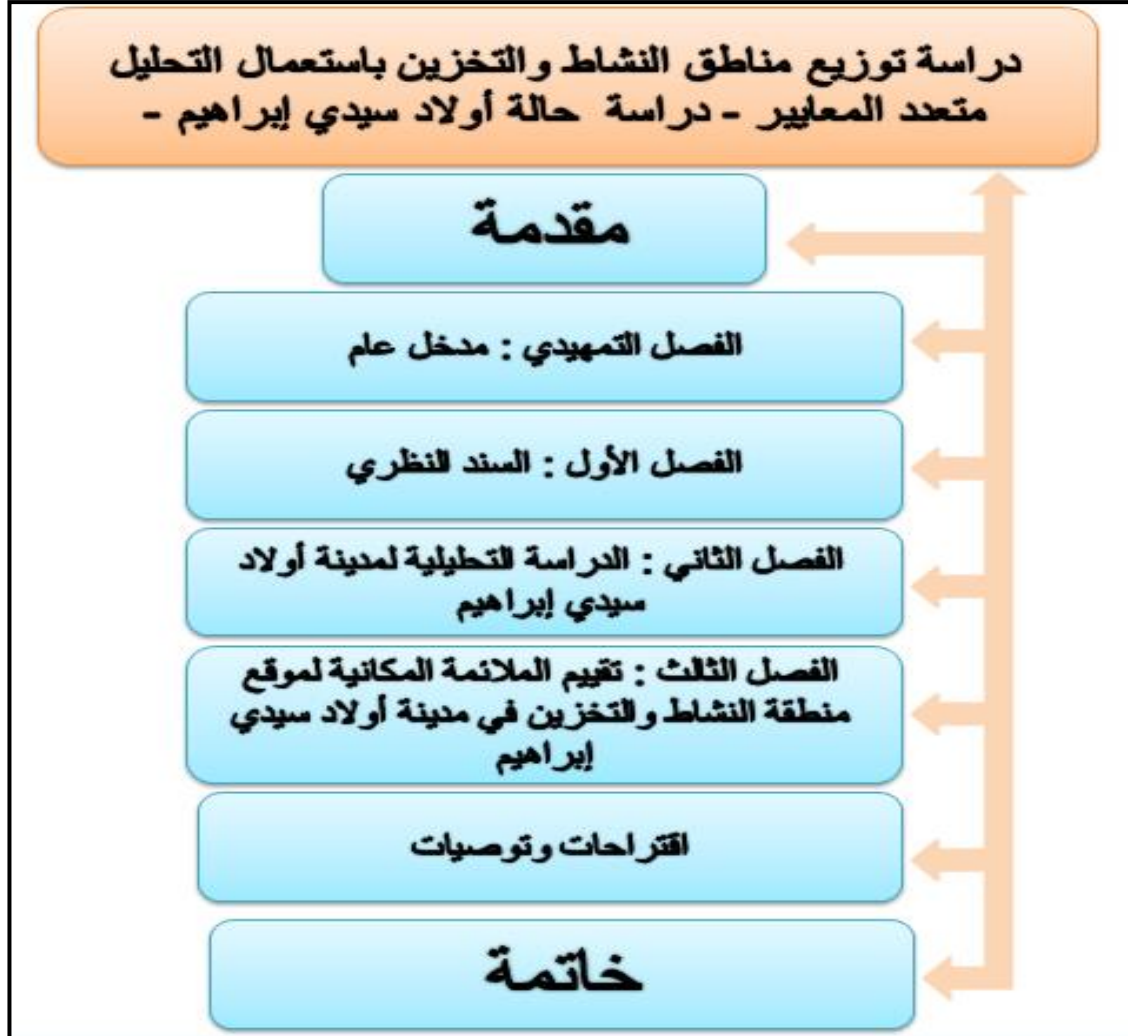 دراسة توزيع مناطق النشاط والتخزين باستعمال التحليل
متعدد المعايير - دراسة حالة أولاد سيدي إبراهيم -
مقدمة
الفصل التمهيدي : مدخل عام
الفصل الأول : السند النظري
الفصل الثاني : الدراسة التحليلية لمدينة أولاد
سيدي إبراهيم
الفصل الثالث : تقييم الملائمة المكانية لموقع
منطقة النشاط والتخزين في مدينة أولاد سيدي
إبراهيم
اقتراحات وتوصيات
خاتمة